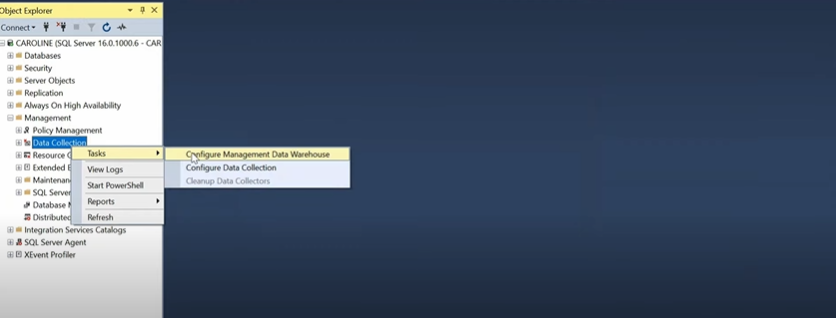 Object Explorer
Connect
CAROLINE (SQL Server 16.0.1000.6 - CAR
Databases
Security
Server Objects
Replication
Always On High Availability
Management
Policy Management
Data Collection
Resource
Extended E
Maintenan
SQL Server
Database
Distributed
Integration Services Catalogs
SQL Server Agent
XEvent Profiler
Tasks
View Logs
Start PowerShell
Reports
Refresh
Configure Management Data Warehouse
Configure Data Collection
Cleanup Data Collectors